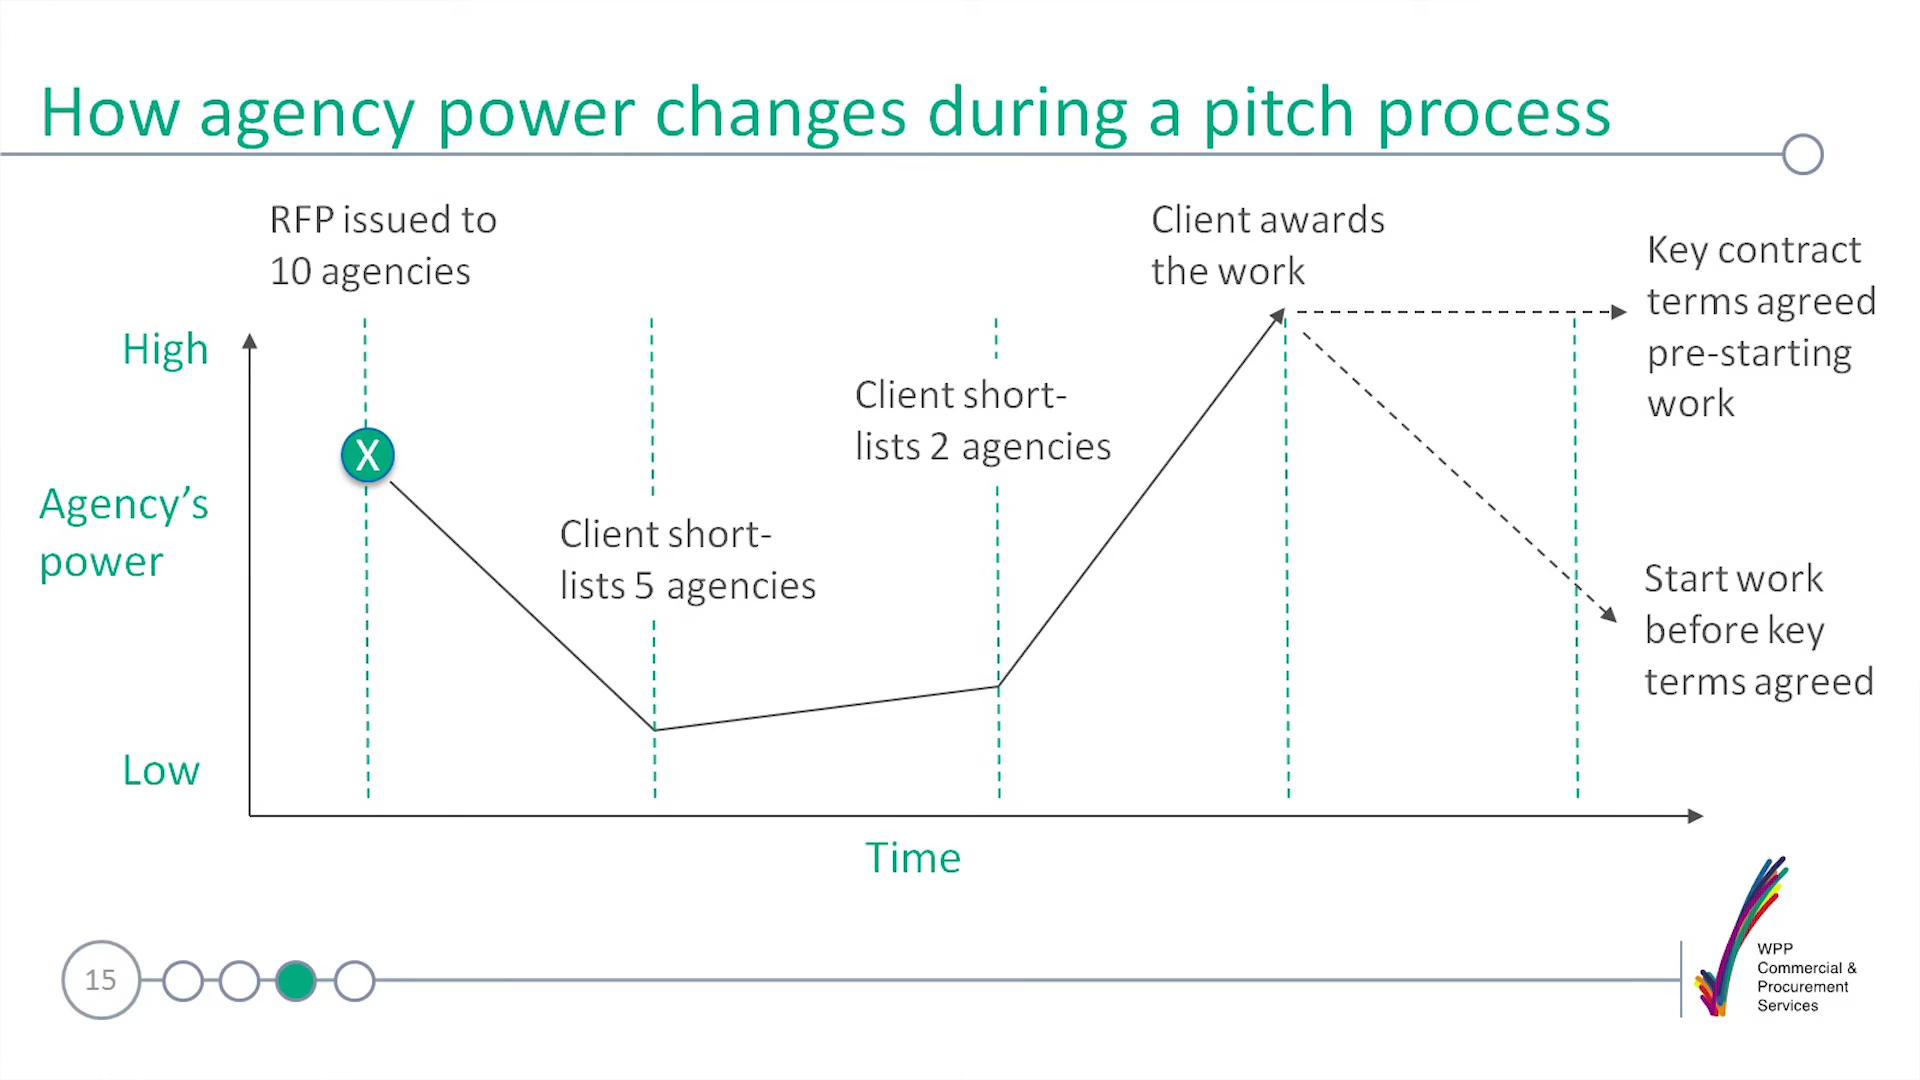 How agency power changes during a pitch process
RFP issued to
10 agencies
Client awards
the work
Key contract
terms agreed
pre-starting
work
High
X
Client short-
lists 2 agencies
Agency’s
power
Client short-
lists 5 agencies
Start work
before key
terms agreed
Low
Time
15
WPP
Commercial &
Procurement
Services